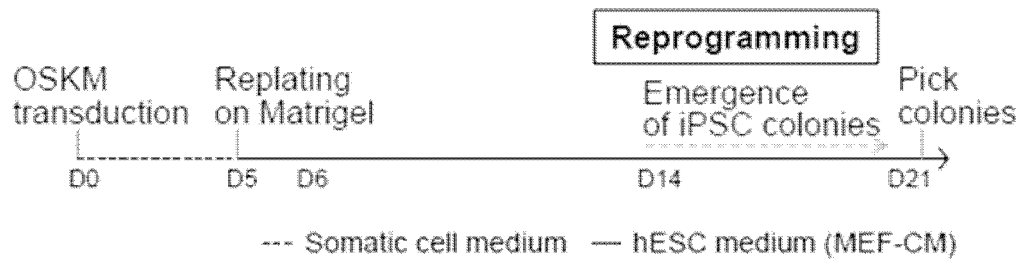 Reprogramming
OSKM
transduction
Replating
on Matrigel
Emergence
of iPSC colonies
Pick
colonies
D0
D5
D6
D14
D21
--- Somatic cell medium — hESC medium (MEF-CM)